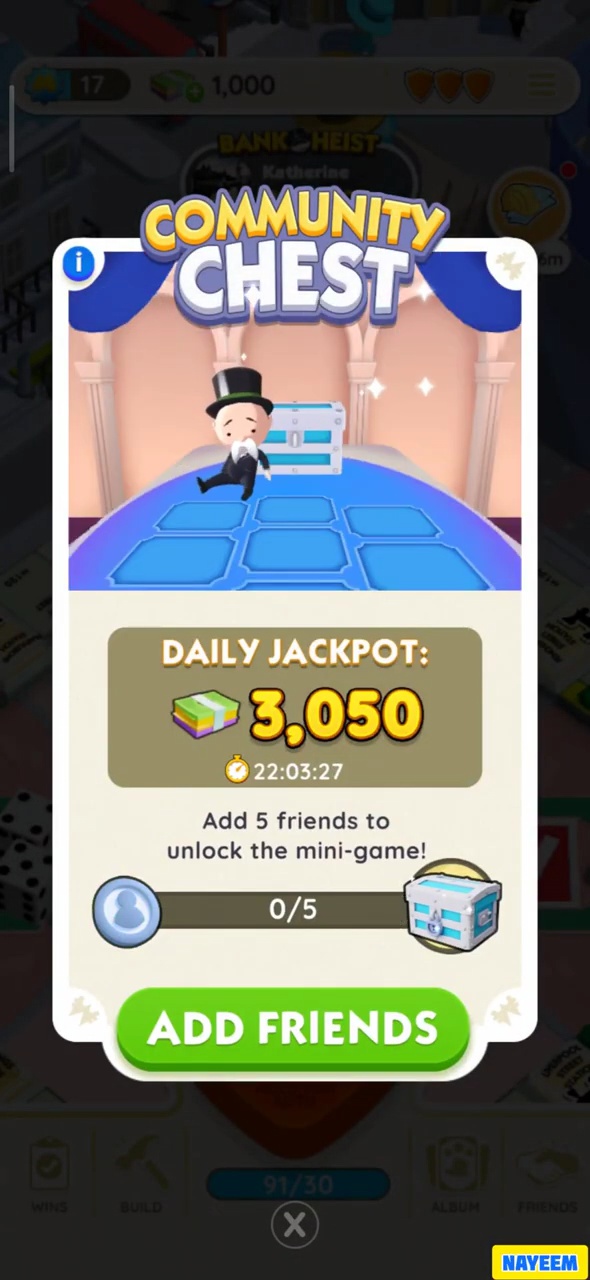 17
1,000
BANK HEIST
Katherine
COMMUNITY
CHEST
i
6m
DAILY JACKPOT:
3,050
22:03:27
Add 5 friends to
unlock the mini-game!
0/5
ADD FRIENDS
91/30
WINS
BUILD
ALBUM
FRIENDS
X
NAYEEM